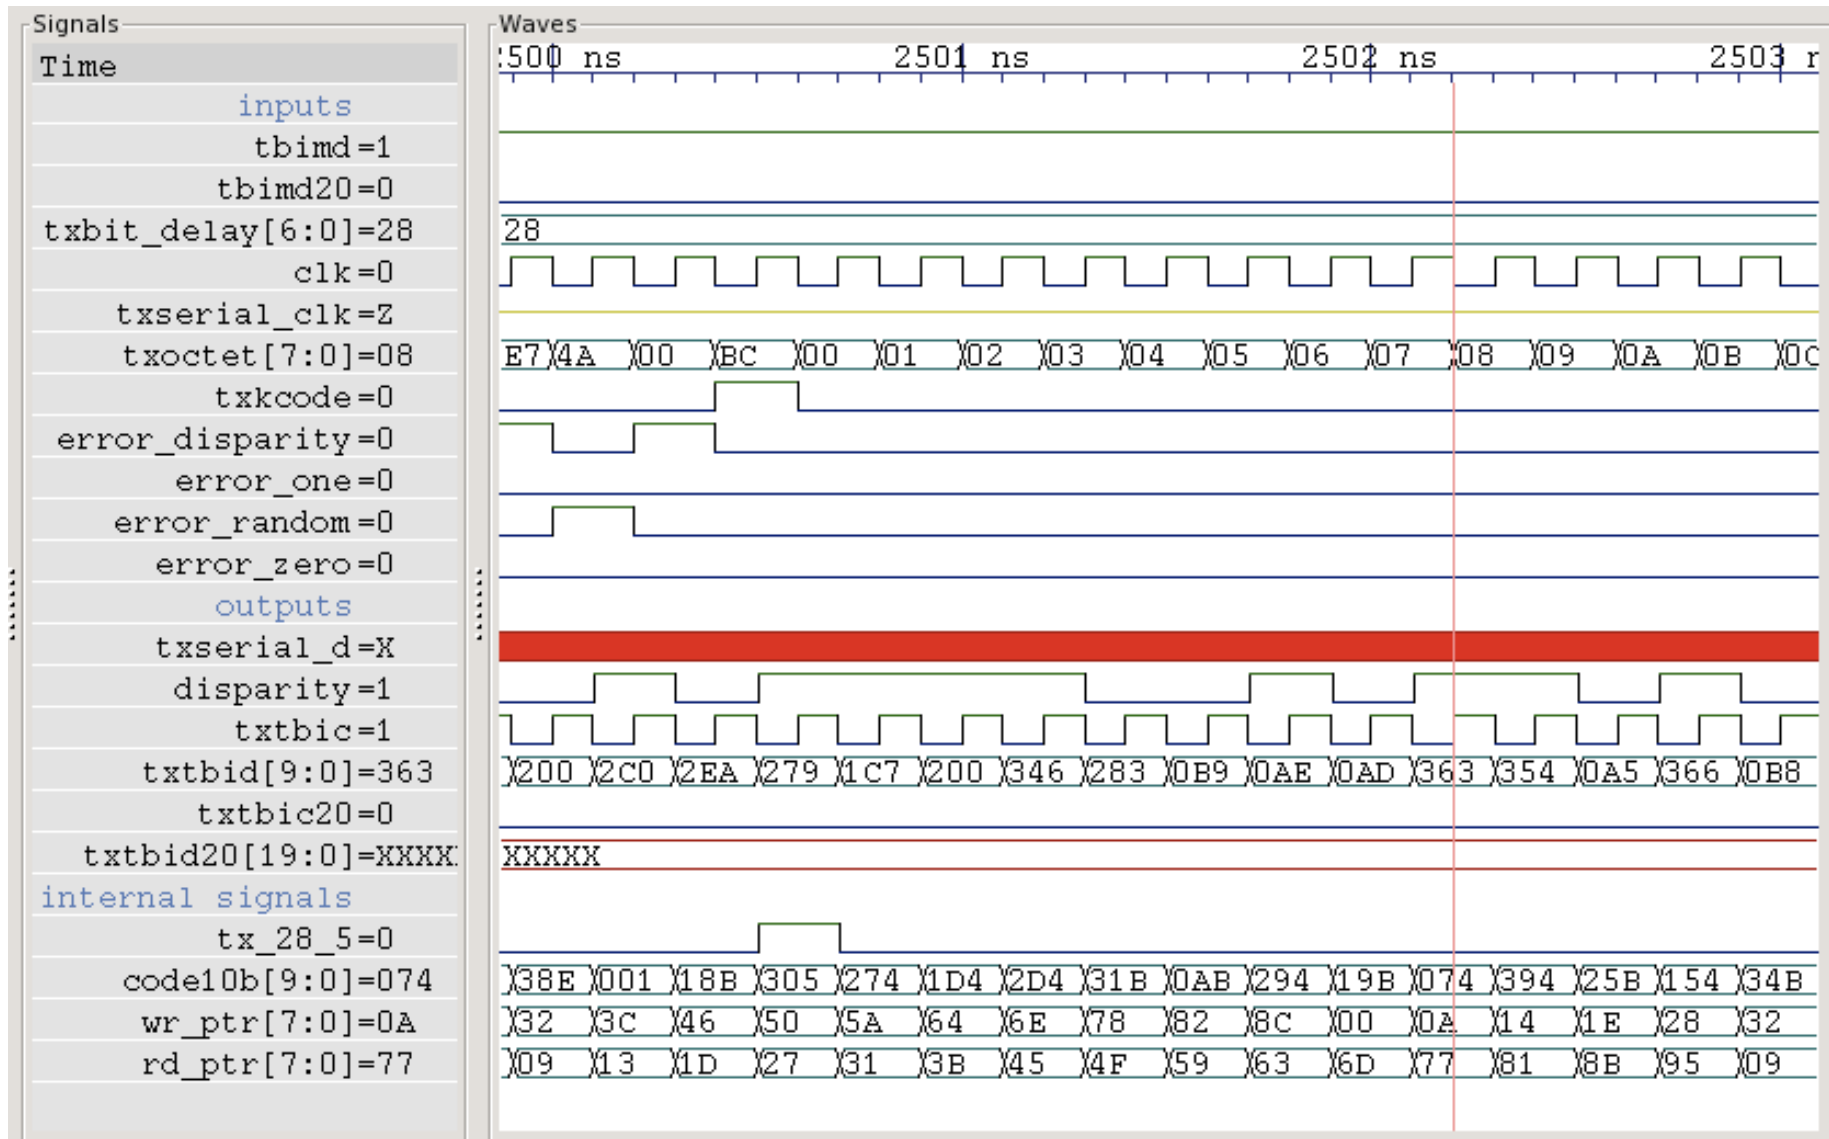 Signals
Waves
Time
:500 ns 2501 ns 2502 ns 2503 r
inputs
tbimd=1
tbimd20=0
txbit_delay[6:0]=28
28
clk=0
txserial_clk=Z
txoctet[7:0]=08
E7 4A 00 BC 00 01 02 03 04 05 06 07 08 09 0A 0B 0C
txkcode=0
error_disparity=0
error_one=0
error_random=0
error_zero=0
outputs
txserial_d=X
disparity=1
txtbic=1
txtbid[9:0]=363
200 2C0 2EA 279 1C7 200 346 283 0B9 0AE 0AD 363 354 0A5 366 0B8
txtbic20=0
txtbid20[19:0]=XXXX
XXXXX
internal signals
tx_28_5=0
code10b[9:0]=074
38E 001 18B 305 274 1D4 2D4 31B 0AB 294 19B 074 394 25B 154 34B
wr_ptr[7:0]=0A
32 3C 46 50 5A 64 6E 78 82 8C 00 0A 14 1E 28 32
rd_ptr[7:0]=77
09 13 1D 27 31 3B 45 4F 59 63 6D 77 81 8B 95 09